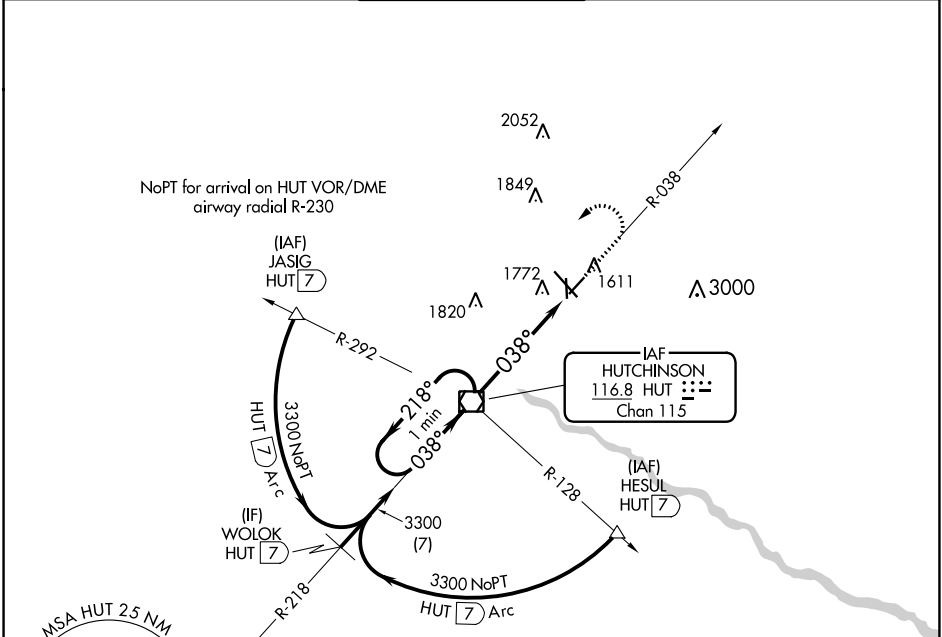 2052
R-038
1849
NoPT for arrival on HUT VOR/DME
airway radial R-230
(IAF)
JASIG
HUT 7
1772
1611
3000
1820
R-292
038°
IAF
HUTCHINSON
116.8 HUT
Chan 115
218°
1 min
038°
3300 NoPT
HUT 7 Arc
R-128
(IAF)
HESUL
HUT 7
(IF)
WOLOK
HUT 7
3300
(7)
3300 NoPT
HUT 7 Arc
R-218
MSA HUT 25 NM